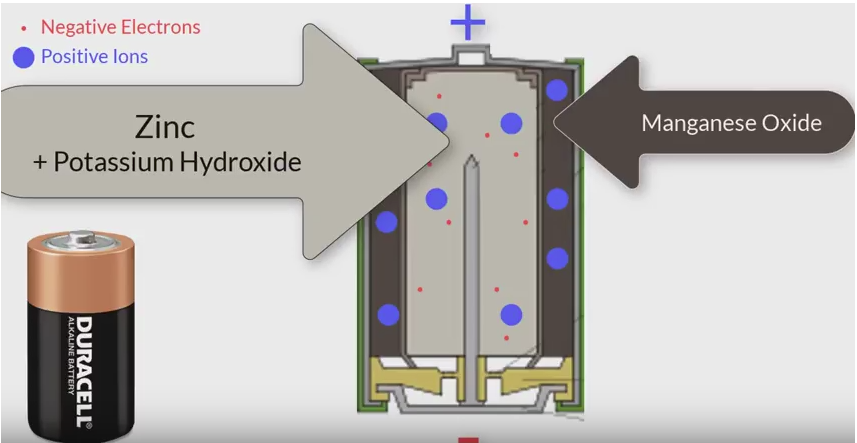 Negative Electrons
Positive Ions
+
Zinc
+ Potassium Hydroxide
Manganese Oxide
DURACELL®
ALKALINE BATTERY